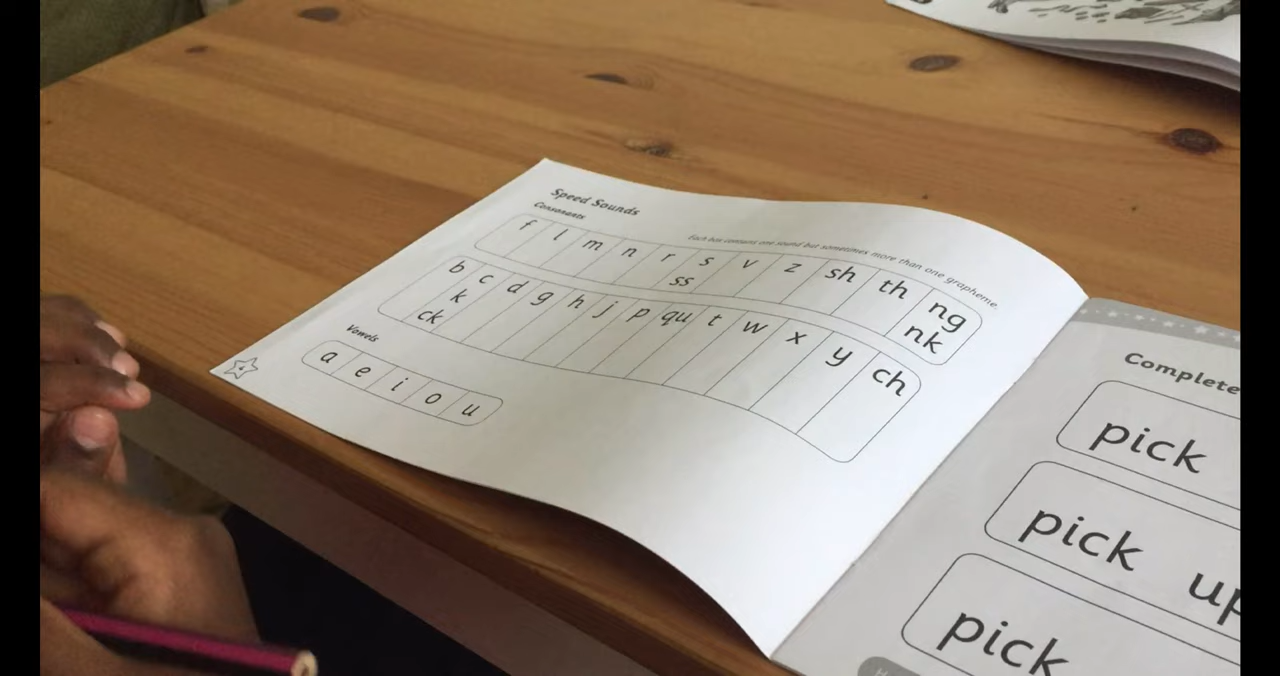 Speed Sounds
Consonants
Each box contains one sound but sometimes more than one grapheme.
f l m n r s v z sh th ng
ss nk
b c d g h j p qu t w x y ch
k
ck
Vowels
a e i o u
4
Complete
pick
pick up
pick